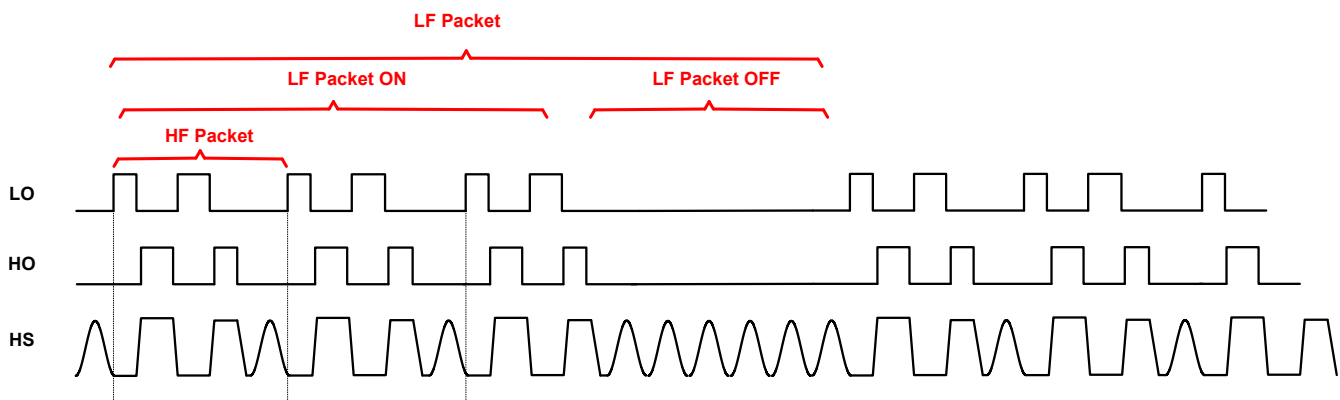 LF Packet
LF Packet ON
LF Packet OFF
HF Packet
LO
HO
HS